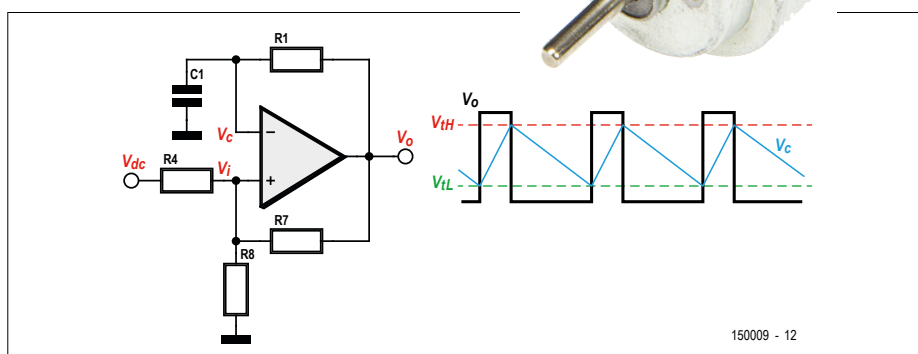 R1
C1
Vc
Vo
Vdc
R4
Vi
−
+
R7
R8
Vo
VtH
Vc
VtL
150009 - 12